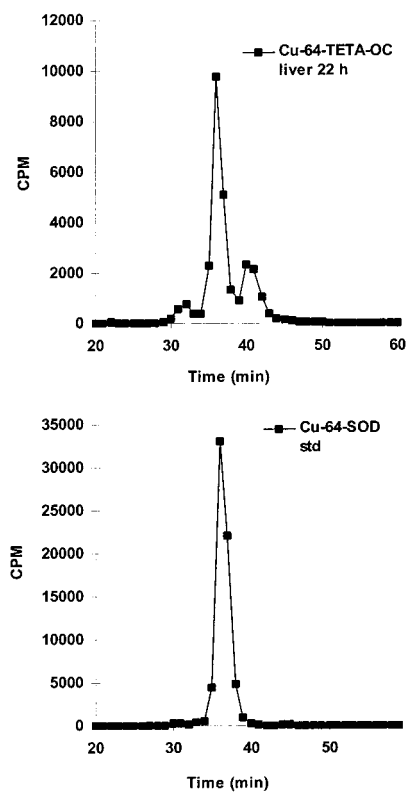 12000
10000
8000
6000
4000
2000
0
CPM
Cu-64-TETA-OC
liver 22 h
20 30 40 50 60
Time (min)
35000
30000
25000
20000
15000
10000
5000
0
CPM
Cu-64-SOD
std
20 30 40 50
Time (min)